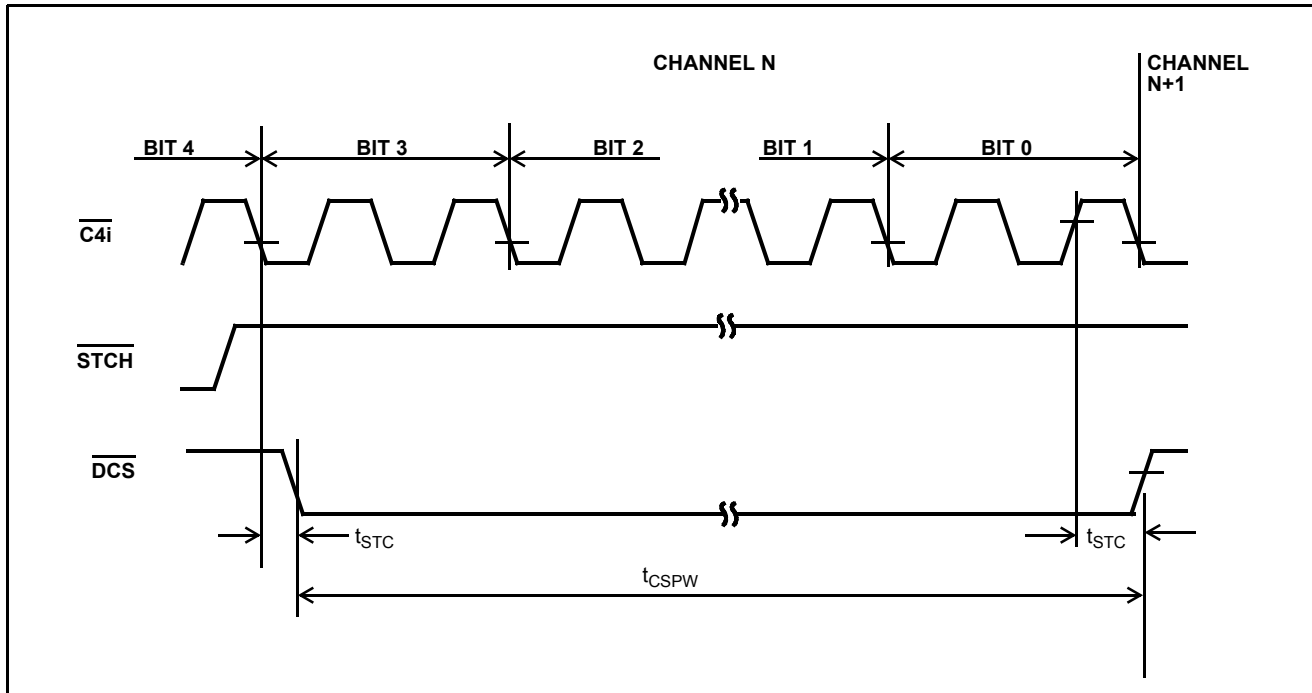 CHANNEL N
CHANNEL
N+1
BIT 4
BIT 3
BIT 2
BIT 1
BIT 0
C4i
STCH
DCS
tSTC
tSTC
tCSPW